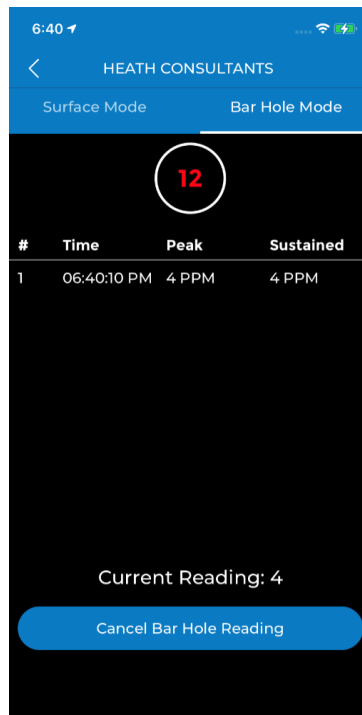 6:40
HEATH CONSULTANTS
Surface Mode Bar Hole Mode
12
# Time Peak Sustained
1 06:40:10 PM 4 PPM 4 PPM
Current Reading: 4
Cancel Bar Hole Reading